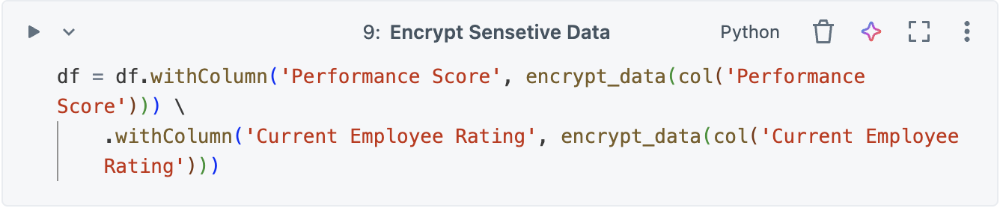 9: Encrypt Sensetive Data Python
df = df.withColumn('Performance Score', encrypt_data(col('Performance
Score'))) \
.withColumn('Current Employee Rating', encrypt_data(col('Current Employee
Rating')))